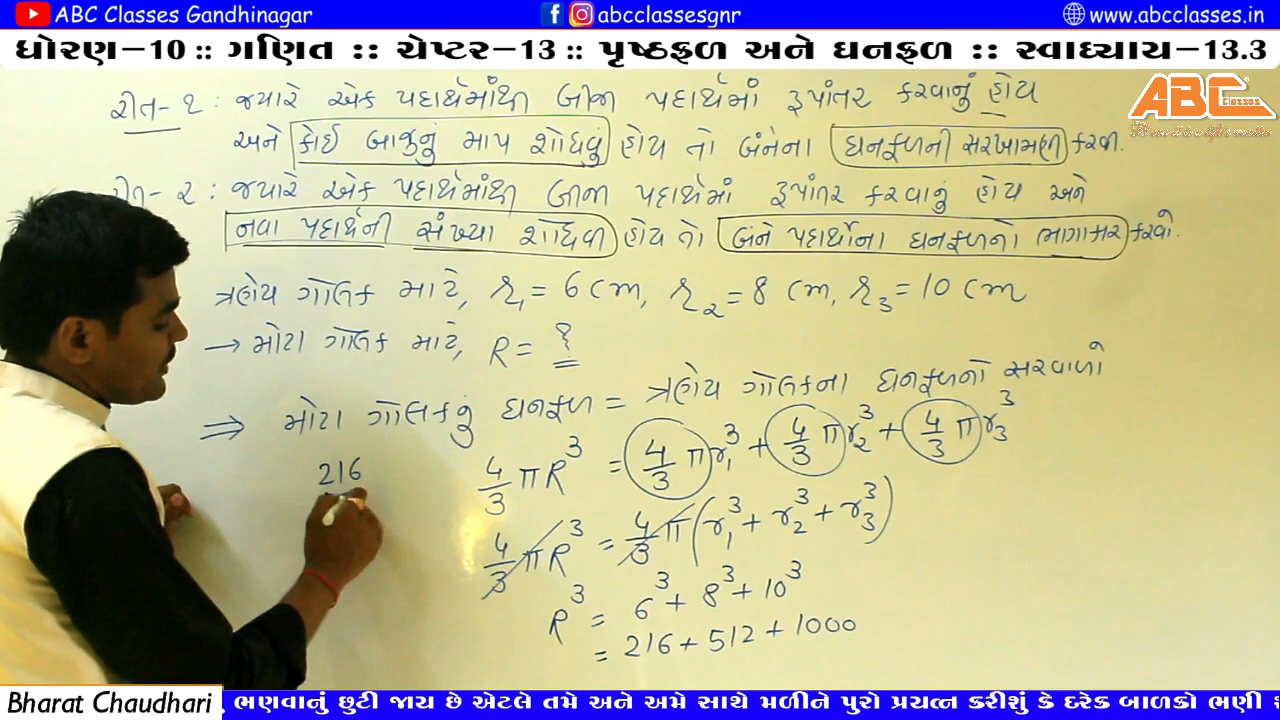 ABC Classes Gandhinagar
abcclassesgnr
www.abcclasses.in
ધોરણ–10 :: ગણિત :: ચેપ્ટર–13 :: પૃષ્ઠફળ અને ઘનફળ :: સ્વાધ્યાય–13.3
ABC Classes
રીત-૧ : જ્યારે એક પદાર્થમાંથી બીજા પદાર્થમાં રૂપાંતર કરવાનું હોય
અને કોઈ બાજુનું માપ શોધવું હોય તો બંનેના ઘનફળની સરખામણી કરવી.
રીત-૨ : જ્યારે એક પદાર્થમાંથી બીજા પદાર્થમાં રૂપાંતર કરવાનું હોય અને
નવા પદાર્થની સંખ્યા શોધવી હોય તો બંને પદાર્થોના ઘનફળનો ભાગાકાર કરવો.
ત્રણેય ગોલક માટે, r₁ = 6 cm, r₂ = 8 cm, r₃ = 10 cm
→ મોટા ગોલક માટે, R = ?
⇒ મોટા ગોલકનું ઘનફળ = ત્રણેય ગોલકના ઘનફળનો સરવાળો
4/3 πR³ = 4/3 πr₁³ + 4/3 πr₂³ + 4/3 πr₃³
216
4/3 πR³ = 4/3 π(r₁³ + r₂³ + r₃³)
R³ = 6³ + 8³ + 10³
= 216 + 512 + 1000
Bharat Chaudhari
ભણવાનું છુટી જાય છે એટલે તમે અને અમે સાથે મળીને પુરો પ્રયત્ન કરીશું કે દરેક બાળકો ભણી